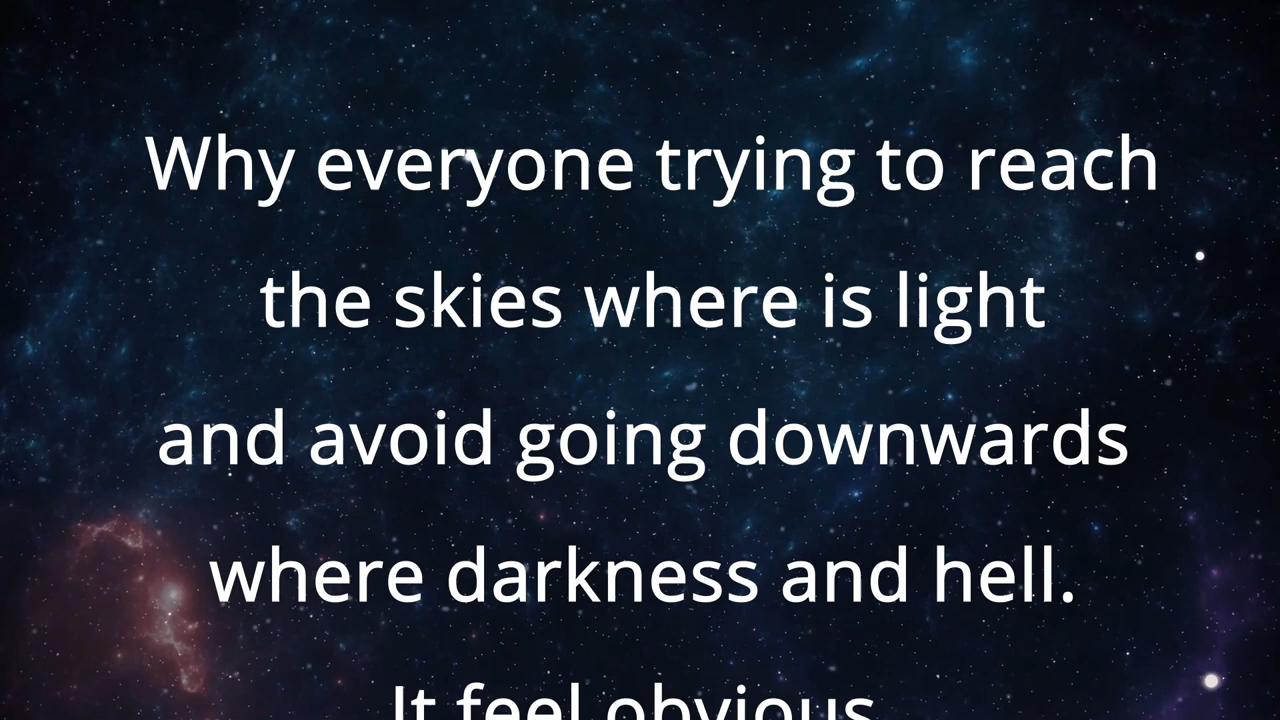 Why everyone trying to reach
the skies where is light
and avoid going downwards
where darkness and hell.
It feel obvious